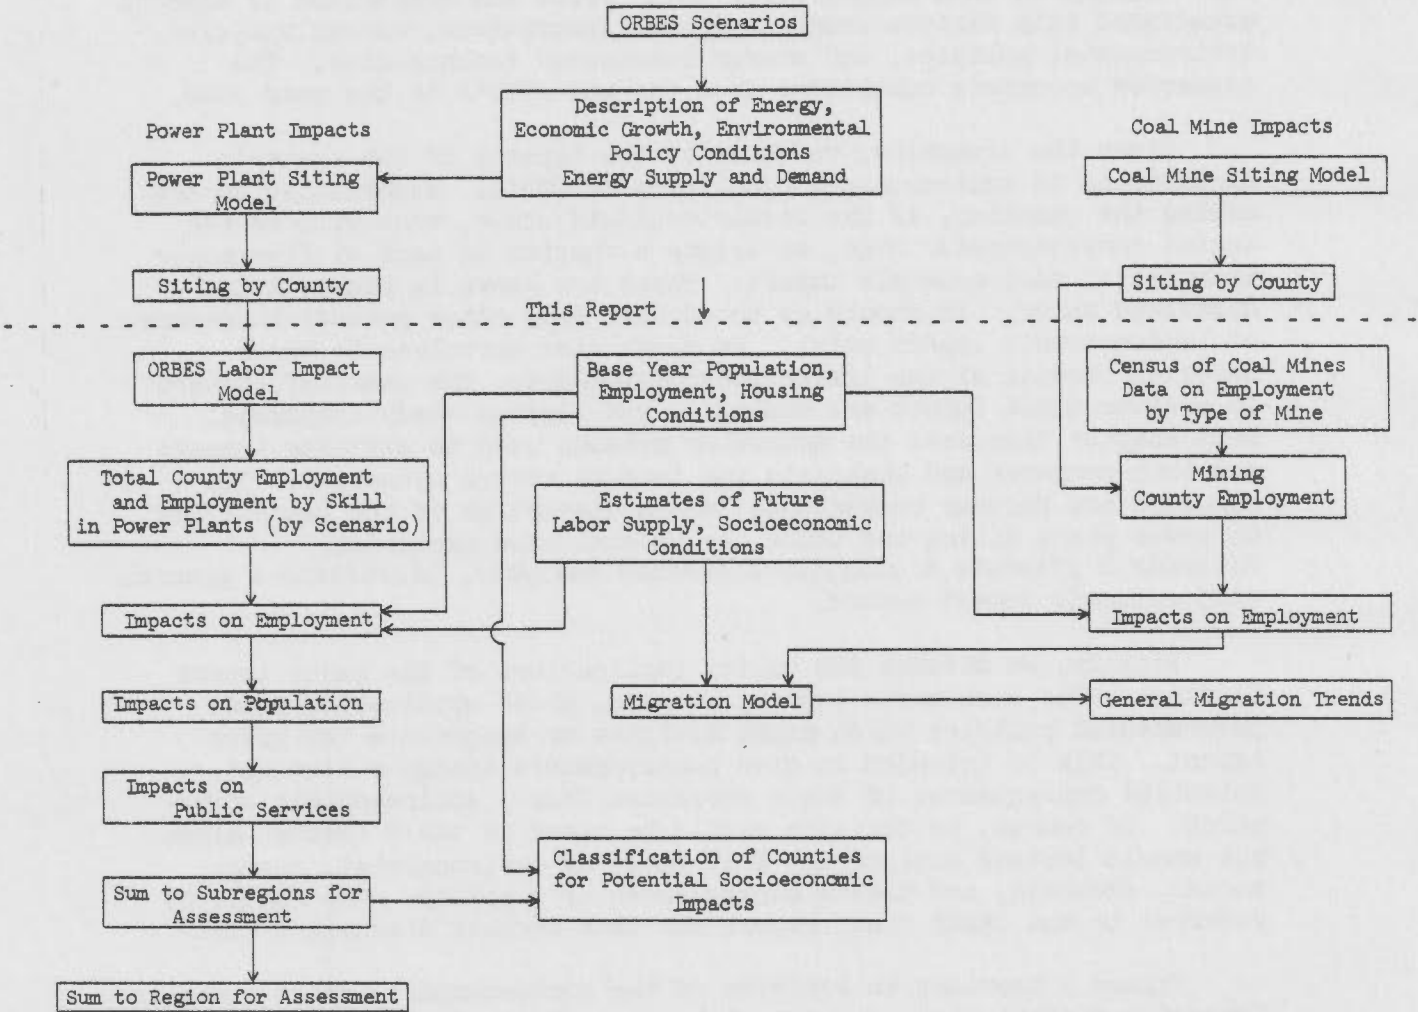 ORBES Scenarios
Description of Energy,
Economic Growth, Environmental
Policy Conditions
Energy Supply and Demand
Power Plant Impacts
Power Plant Siting
Model
Coal Mine Impacts
Coal Mine Siting Model
Siting by County
Siting by County
This Report
ORBES Labor Impact
Model
Base Year Population,
Employment, Housing
Conditions
Census of Coal Mines
Data on Employment
by Type of Mine
Total County Employment
and Employment by Skill
in Power Plants (by Scenario)
Estimates of Future
Labor Supply, Socioeconomic
Conditions
Mining
County Employment
Impacts on Employment
Impacts on Employment
Impacts on Population
Migration Model
General Migration Trends
Impacts on
Public Services
Classification of Counties
for Potential Socioeconomic
Impacts
Sum to Subregions for
Assessment
Sum to Region for Assessment